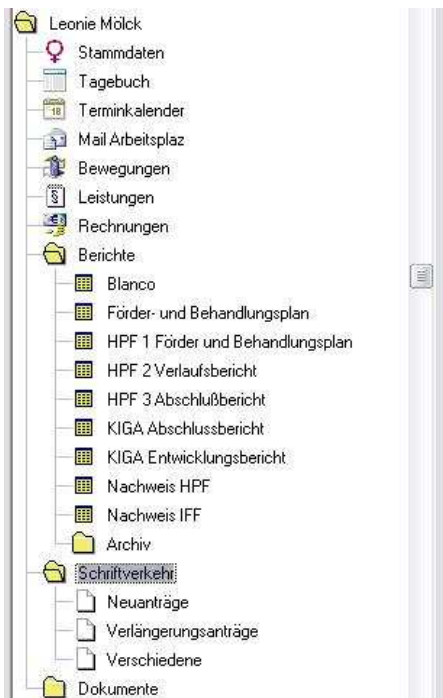 Leonie Mölck
Stammdaten
Tagebuch
Terminkalender
Mail Arbeitsplaz
Bewegungen
Leistungen
Rechnungen
Berichte
Blanco
Förder- und Behandlungsplan
HPF 1 Förder und Behandlungsplan
HPF 2 Verlaufsbericht
HPF 3 Abschlußbericht
KIGA Abschlussbericht
KIGA Entwicklungsbericht
Nachweis HPF
Nachweis IFF
Archiv
Schriftverkehr
Neuanträge
Verlängerungsanträge
Verschiedene
Dokumente